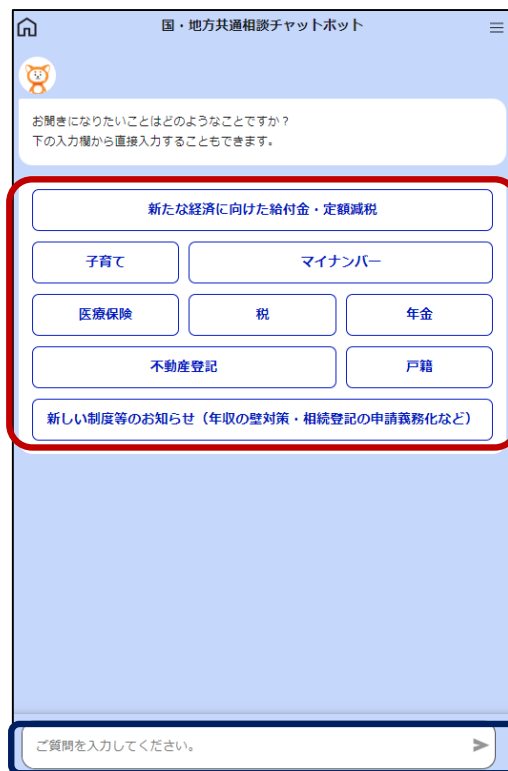 国・地方共通相談チャットボット
お聞きになりたいことはどのようなことですか？
下の入力欄から直接入力することもできます。
新たな経済に向けた給付金・定額減税
子育て
マイナンバー
医療保険
税
年金
不動産登記
戸籍
新しい制度等のお知らせ（年収の壁対策・相続登記の申請義務化など）
ご質問を入力してください。